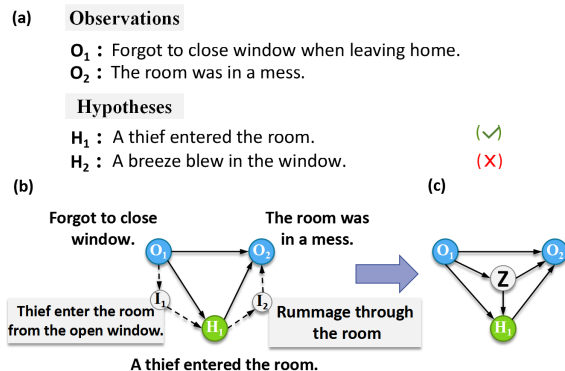 (a)
Observations
O1 : Forgot to close window when leaving home.
O2 : The room was in a mess.
Hypotheses
H1 : A thief entered the room. (✓)
H2 : A breeze blew in the window. (X)
(b)
(c)
Forgot to close
window.
The room was
in a mess.
O1
O2
I1
I2
H1
Thief enter the room
from the open window.
Rummage through
the room
A thief entered the room.
O1
O2
Z
H1